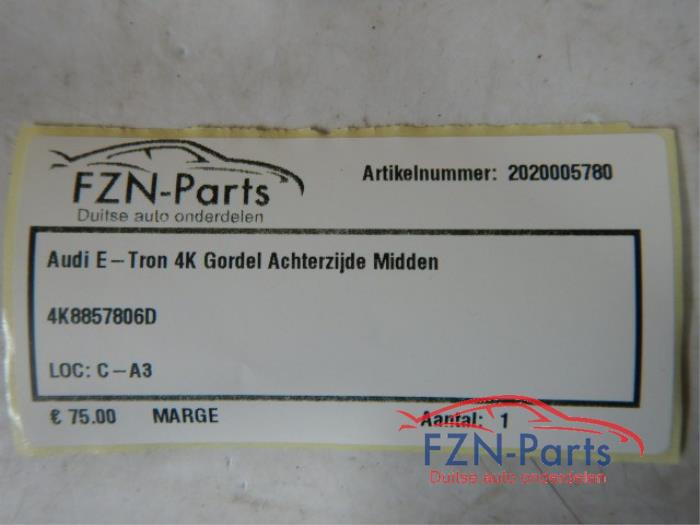 FZN-Parts
Duitse auto onderdelen
Artikelnummer: 2020005780
Audi E-Tron 4K Gordel Achterzijde Midden
4K8857806D
LOC: C-A3
€ 75.00 MARGE Aantal: 1
FZN-Parts
Duitse auto onderdelen